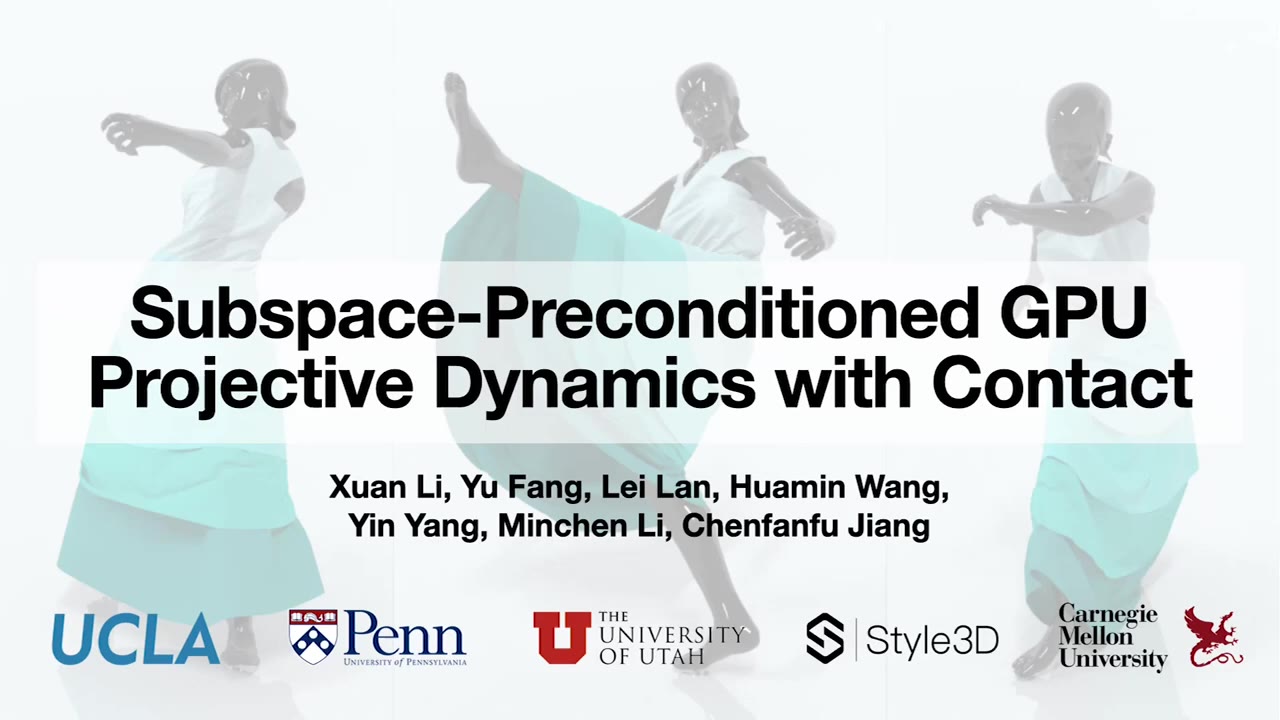 Subspace-Preconditioned GPU
Projective Dynamics with Contact
Xuan Li, Yu Fang, Lei Lan, Huamin Wang,
Yin Yang, Minchen Li, Chenfanfu Jiang
UCLA
Penn
UNIVERSITY of PENNSYLVANIA
THE
UNIVERSITY
OF UTAH
Style3D
Carnegie
Mellon
University